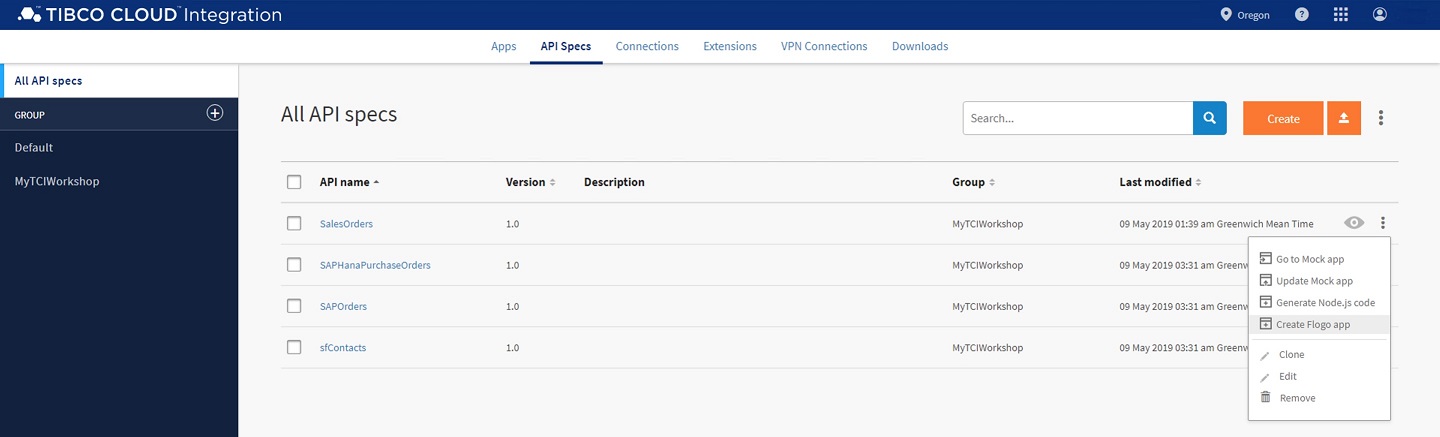 TIBCO CLOUD™ Integration
Oregon
Apps API Specs Connections Extensions VPN Connections Downloads
All API specs
GROUP
Default
MyTCIWorkshop
All API specs
Search...
Create
API name Version Description Group Last modified
SalesOrders 1.0 MyTCIWorkshop 09 May 2019 01:39 am Greenwich Mean Time
SAPHanaPurchaseOrders 1.0 MyTCIWorkshop 09 May 2019 03:31 am Greenw
SAPOrders 1.0 MyTCIWorkshop 09 May 2019 03:31 am Greenw
sfContacts 1.0 MyTCIWorkshop 09 May 2019 03:31 am Greenw
Go to Mock app
Update Mock app
Generate Node.js code
Create Flogo app
Clone
Edit
Remove